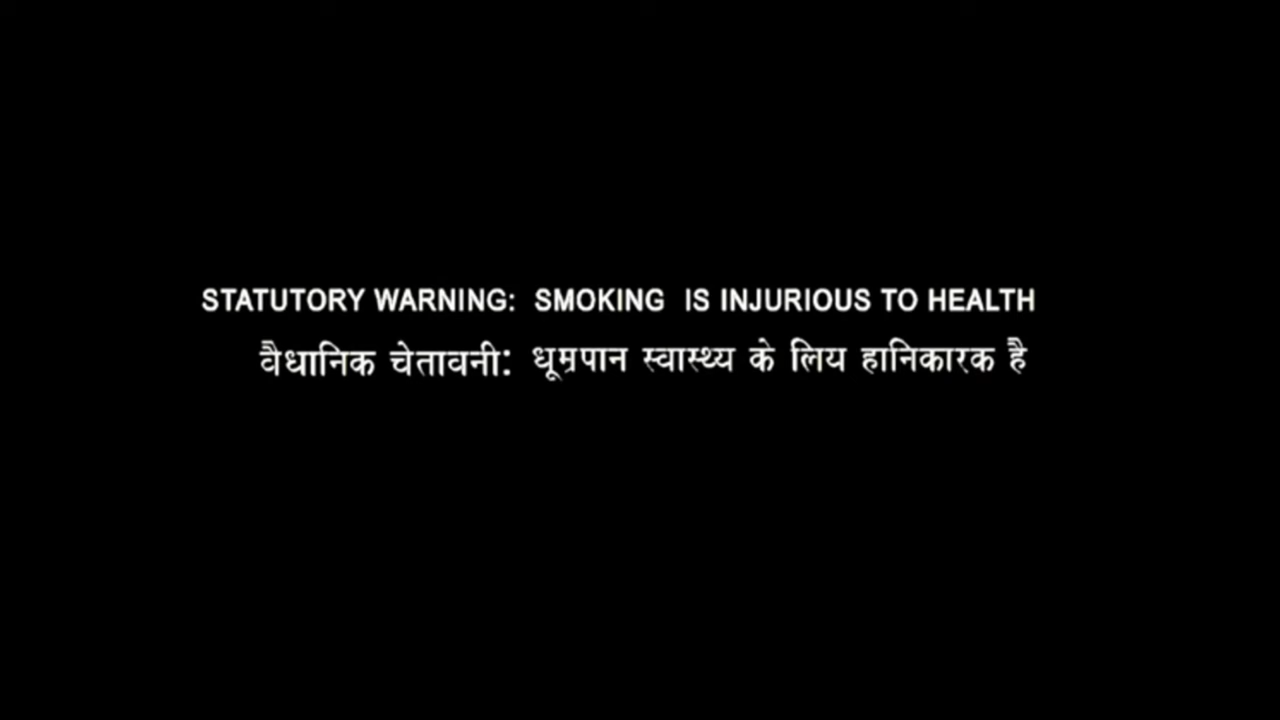 STATUTORY WARNING: SMOKING IS INJURIOUS TO HEALTH
वैधानिक चेतावनी: धूम्रपान स्वास्थ्य के लिय हानिकारक है